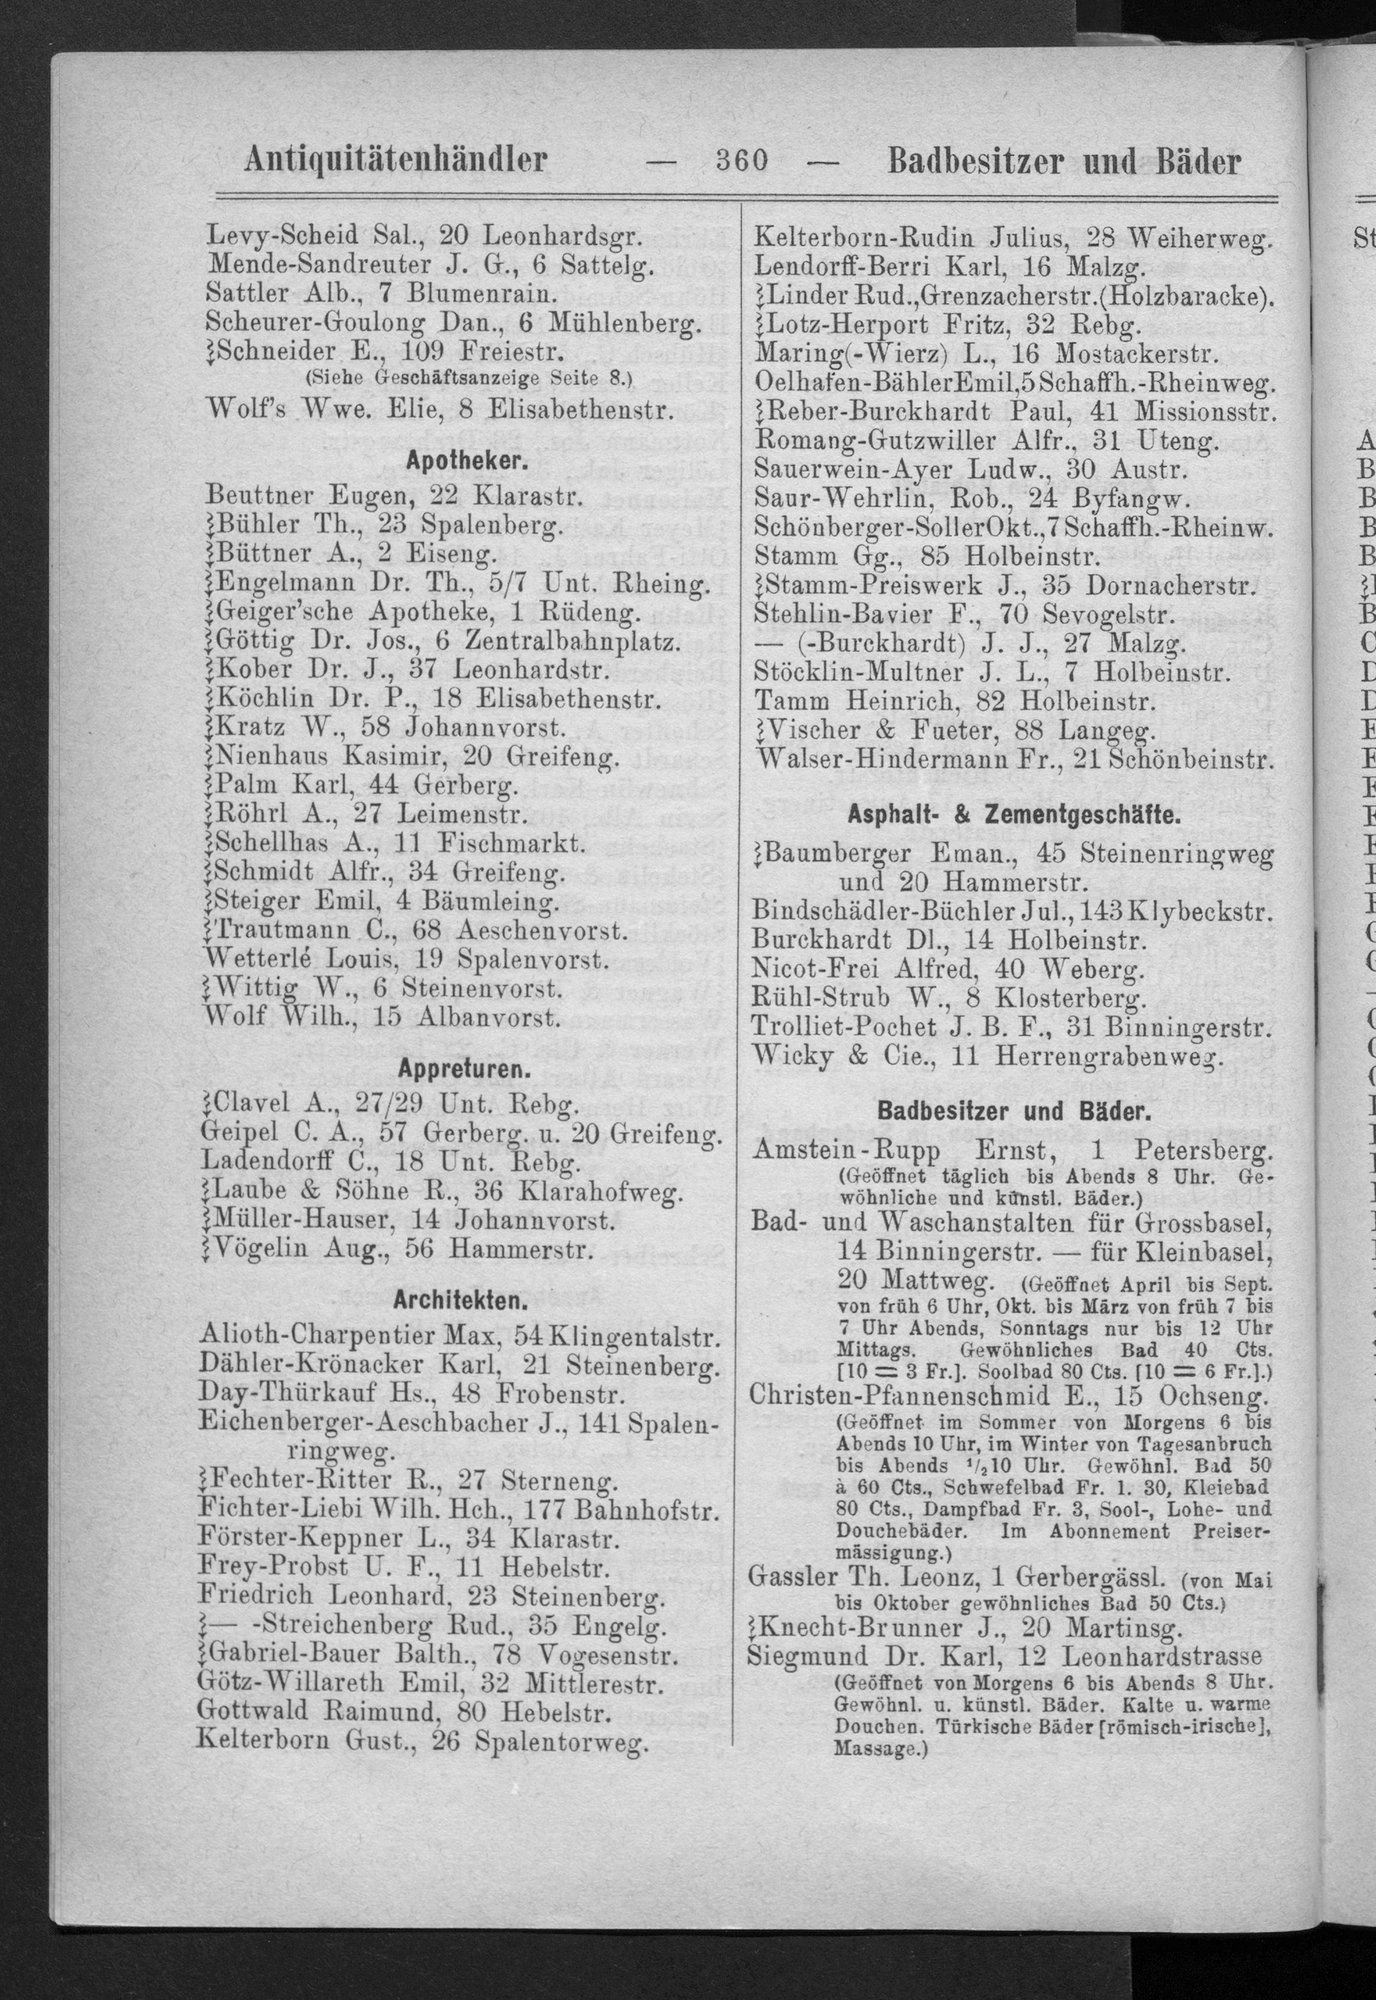 Antiquitätenhändler — 360 — Badbesitzer und Bäder
Levy-Scheid Sal., 20 Leonhardsgr.
Mende-Sandreuter J. G., 6 Sattelg.
Sattler Alb., 7 Blumenrain.
Scheurer-Goulong Dan., 6 Mühlenberg.
⸾Schneider E., 109 Freiestr.
(Siehe Geschäftsanzeige Seite 8.)
Wolf's Wwe. Elie, 8 Elisabethenstr.
Apotheker.
Beuttner Eugen, 22 Klarastr.
⸾Bühler Th., 23 Spalenberg.
⸾Büttner A., 2 Eiseng.
⸾Engelmann Dr. Th., 5/7 Unt. Rheing.
⸾Geiger'sche Apotheke, 1 Rüdeng.
⸾Göttig Dr. Jos., 6 Zentralbahnplatz.
⸾Kober Dr. J., 37 Leonhardstr.
⸾Köchlin Dr. P., 18 Elisabethenstr.
⸾Kratz W., 58 Johannvorst.
⸾Nienhaus Kasimir, 20 Greifeng.
⸾Palm Karl, 44 Gerberg.
⸾Röhrl A., 27 Leimenstr.
⸾Schellhas A., 11 Fischmarkt.
⸾Schmidt Alfr., 34 Greifeng.
⸾Steiger Emil, 4 Bäumleing.
⸾Trautmann C., 68 Aeschenvorst.
Wetterlé Louis, 19 Spalenvorst.
⸾Wittig W., 6 Steinenvorst.
Wolf Wilh., 15 Albanvorst.
Appreturen.
⸾Clavel A., 27/29 Unt. Rebg.
Geipel C. A., 57 Gerberg. u. 20 Greifeng.
Ladendorff C., 18 Unt. Rebg.
⸾Laube & Söhne R., 36 Klarahofweg.
⸾Müller-Hauser, 14 Johannvorst.
⸾Vögelin Aug., 56 Hammerstr.
Architekten.
Alioth-Charpentier Max, 54 Klingentalstr.
Dähler-Krönacker Karl, 21 Steinenberg.
Day-Thürkauf Hs., 48 Frobenstr.
Eichenberger-Aeschbacher J., 141 Spalen-
ringweg.
⸾Fechter-Ritter R., 27 Sterneng.
Fichter-Liebi Wilh. Hch., 177 Bahnhofstr.
Förster-Keppner L., 34 Klarastr.
Frey-Probst U. F., 11 Hebelstr.
Friedrich Leonhard, 23 Steinenberg.
⸾— -Streichenberg Rud., 35 Engelg.
⸾Gabriel-Bauer Balth., 78 Vogesenstr.
Götz-Willareth Emil, 32 Mittlerestr.
Gottwald Raimund, 80 Hebelstr.
Kelterborn Gust., 26 Spalentorweg.
Kelterborn-Rudin Julius, 28 Weiherweg.
Lendorff-Berri Karl, 16 Malzg.
⸾Linder Rud., Grenzacherstr. (Holzbaracke).
⸾Lotz-Herport Fritz, 32 Rebg.
Maring(-Wierz) L., 16 Mostackerstr.
Oelhafen-Bähler Emil, 5 Schaffh.-Rheinweg.
⸾Reber-Burckhardt Paul, 41 Missionsstr.
Romang-Gutzwiller Alfr., 31 Uteng.
Sauerwein-Ayer Ludw., 30 Austr.
Saur-Wehrlin, Rob., 24 Byfangw.
Schönberger-Soller Okt., 7 Schaffh.-Rheinw.
Stamm Gg., 85 Holbeinstr.
⸾Stamm-Preiswerk J., 35 Dornacherstr.
Stehlin-Bavier F., 70 Sevogelstr.
— (-Burckhardt) J. J., 27 Malzg.
Stöcklin-Multner J. L., 7 Holbeinstr.
Tamm Heinrich, 82 Holbeinstr.
⸾Vischer & Fueter, 88 Langeg.
Walser-Hindermann Fr., 21 Schönbeinstr.
Asphalt- & Zementgeschäfte.
⸾Baumberger Eman., 45 Steinenringweg
und 20 Hammerstr.
Bindschädler-Büchler Jul., 143 Klybeckstr.
Burckhardt Dl., 14 Holbeinstr.
Nicot-Frei Alfred, 40 Weberg.
Rühl-Strub W., 8 Klosterberg.
Trolliet-Pochet J. B. F., 31 Binningerstr.
Wicky & Cie., 11 Herrengrabenweg.
Badbesitzer und Bäder.
Amstein-Rupp Ernst, 1 Petersberg.
(Geöffnet täglich bis Abends 8 Uhr. Ge-
wöhnliche und künstl. Bäder.)
Bad- und Waschanstalten für Grossbasel,
14 Binningerstr. — für Kleinbasel,
20 Mattweg. (Geöffnet April bis Sept.
von früh 6 Uhr, Okt. bis März von früh 7 bis
7 Uhr Abends, Sonntags nur bis 12 Uhr
Mittags. Gewöhnliches Bad 40 Cts.
[10 = 3 Fr.]. Soolbad 80 Cts. [10 = 6 Fr.].)
Christen-Pfannenschmid E., 15 Ochseng.
(Geöffnet im Sommer von Morgens 6 bis
Abends 10 Uhr, im Winter von Tagesanbruch
bis Abends 1/2 10 Uhr. Gewöhnl. Bad 50
à 60 Cts., Schwefelbad Fr. 1. 30, Kleiebad
80 Cts., Dampfbad Fr. 3, Sool-, Lohe- und
Douchebäder. Im Abonnement Preiser-
mässigung.)
Gassler Th. Leonz, 1 Gerbergässl. (von Mai
bis Oktober gewöhnliches Bad 50 Cts.)
⸾Knecht-Brunner J., 20 Martinsg.
Siegmund Dr. Karl, 12 Leonhardstrasse
(Geöffnet von Morgens 6 bis Abends 8 Uhr.
Gewöhnl. u. künstl. Bäder. Kalte u. warme
Douchen. Türkische Bäder [römisch-irische],
Massage.)